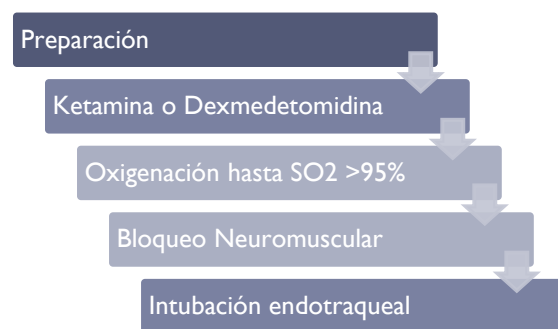 Preparación
Ketamina o Dexmedetomidina
Oxigenación hasta SO2 >95%
Bloqueo Neuromuscular
Intubación endotraqueal